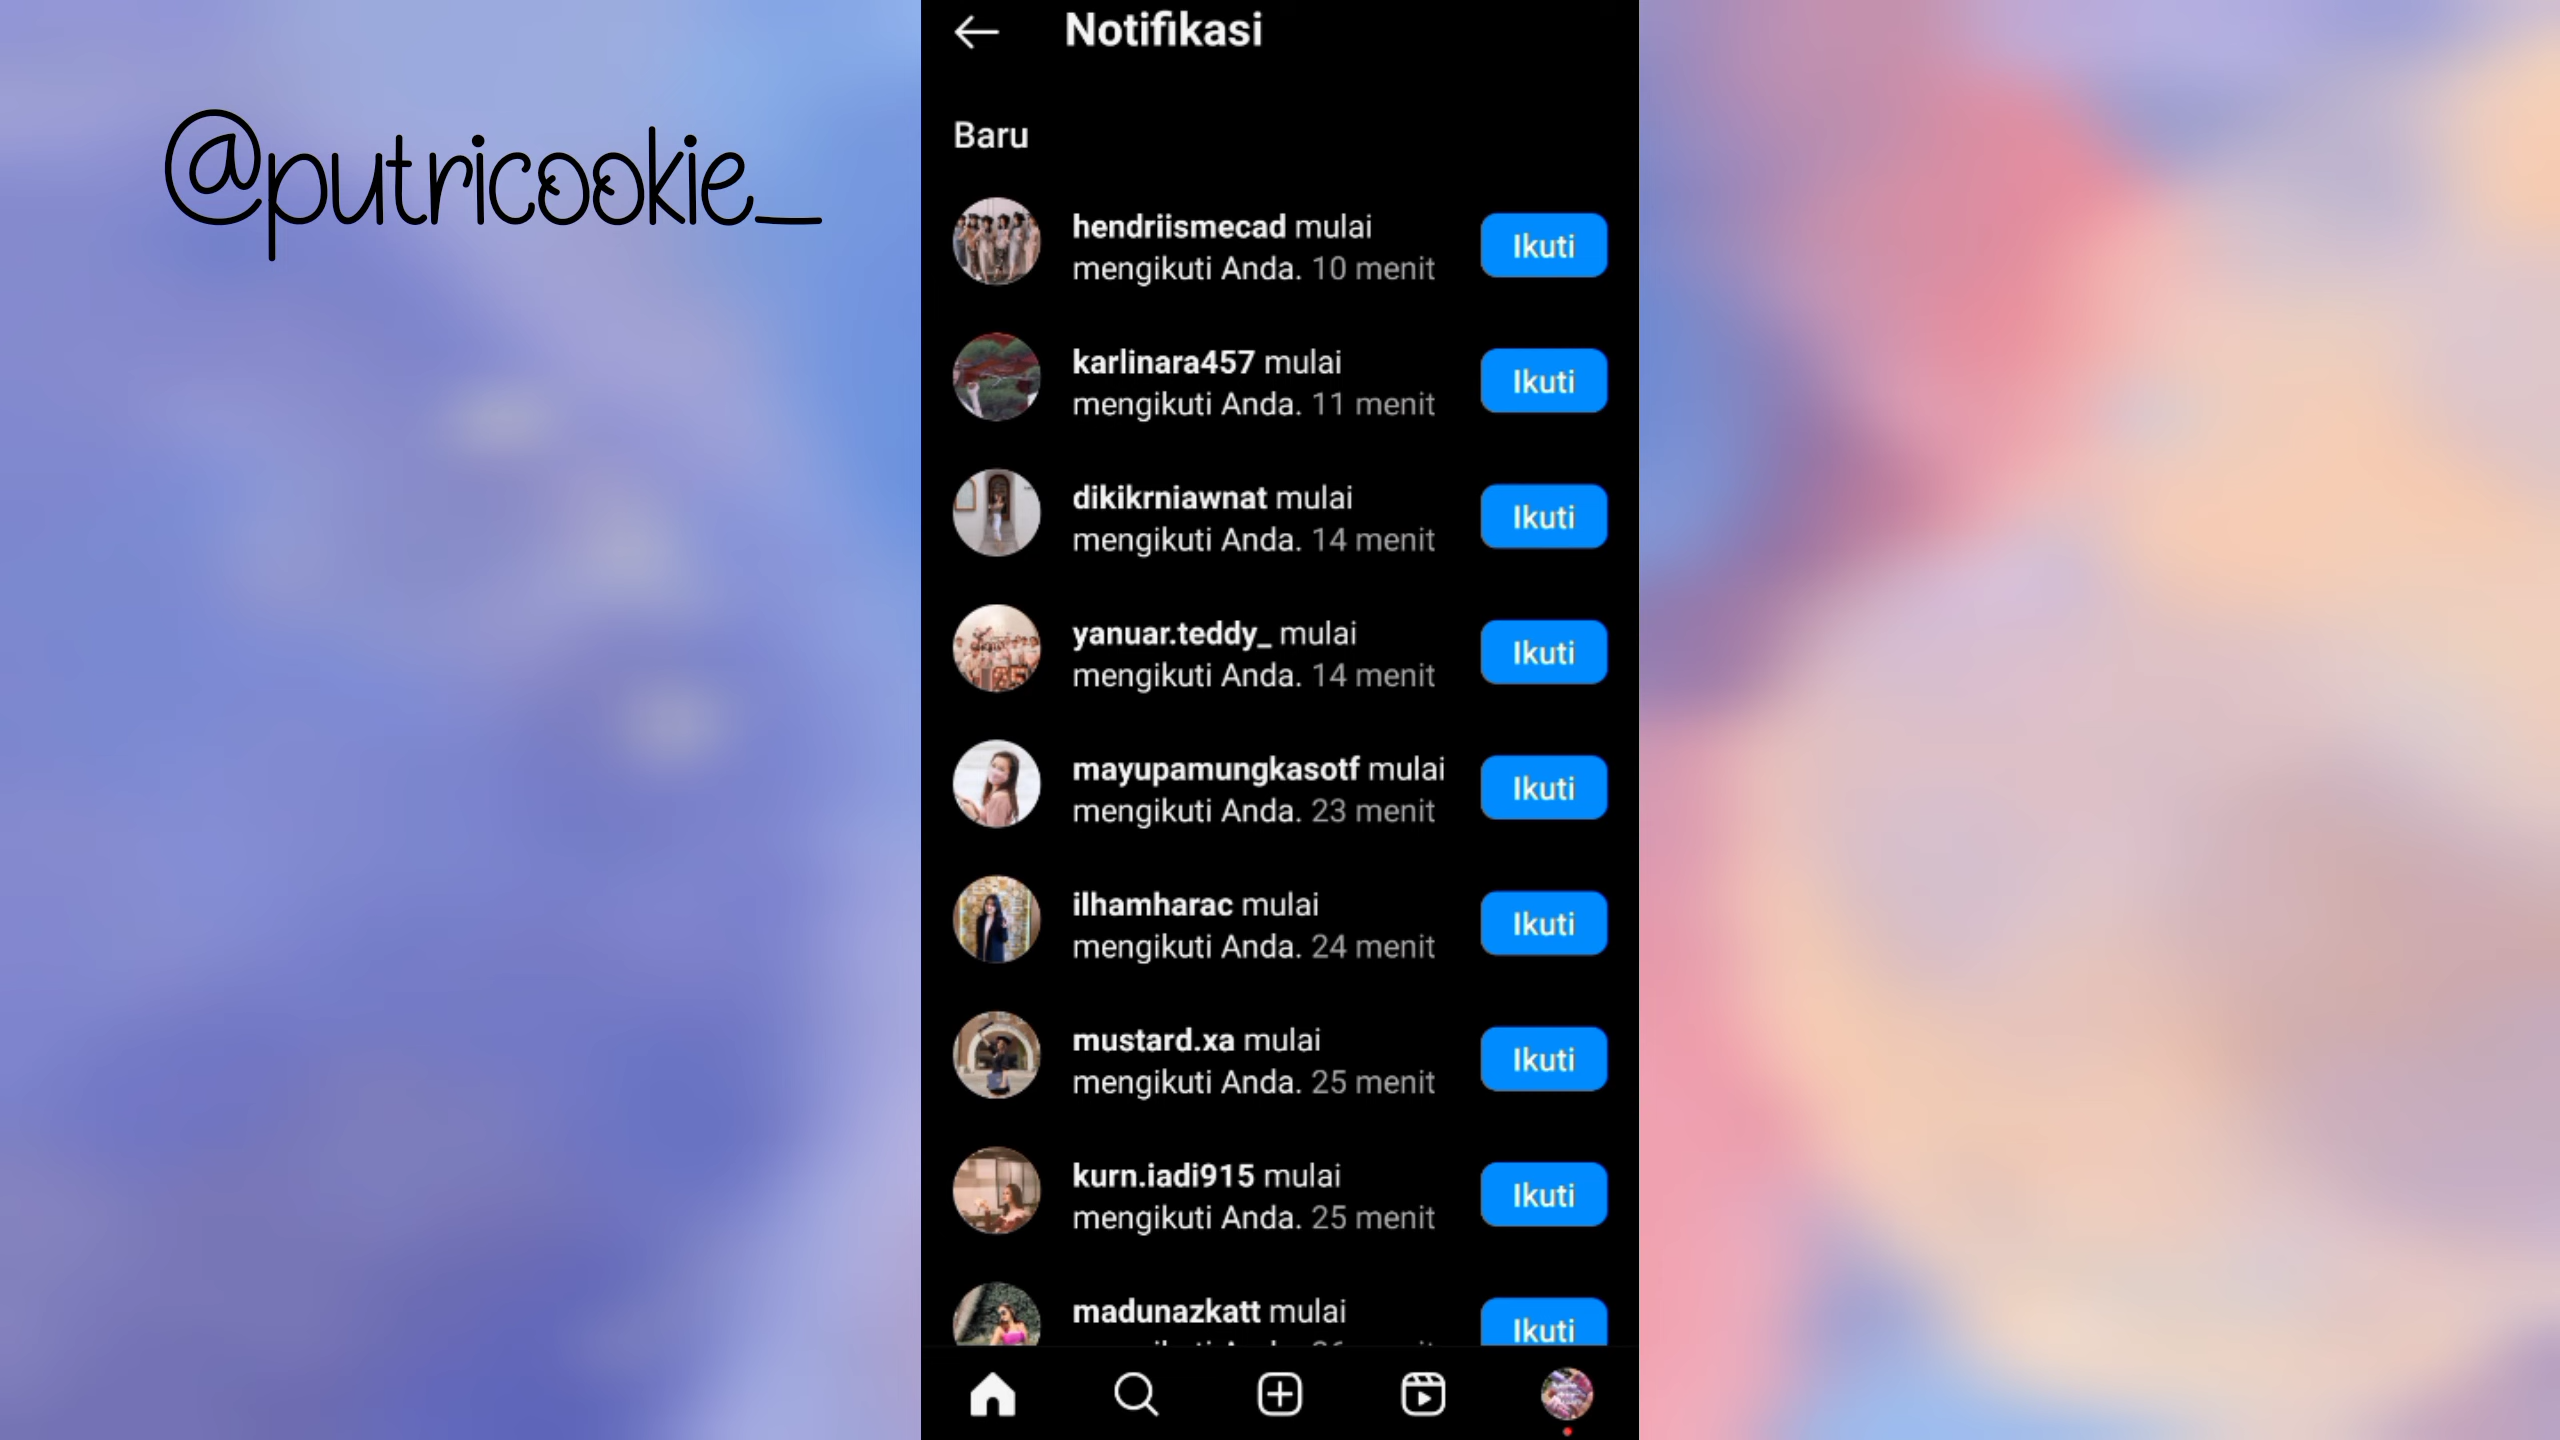 @putricookie_
Notifikasi
Baru
hendriismecad mulai
mengikuti Anda. 10 menit
Ikuti
karlinara457 mulai
mengikuti Anda. 11 menit
Ikuti
dikikrniawnat mulai
mengikuti Anda. 14 menit
Ikuti
yanuar.teddy_ mulai
mengikuti Anda. 14 menit
Ikuti
mayupamungkasotf mulai
mengikuti Anda. 23 menit
Ikuti
ilhamharac mulai
mengikuti Anda. 24 menit
Ikuti
mustard.xa mulai
mengikuti Anda. 25 menit
Ikuti
kurn.iadi915 mulai
mengikuti Anda. 25 menit
Ikuti
madunazkatt mulai
Ikuti